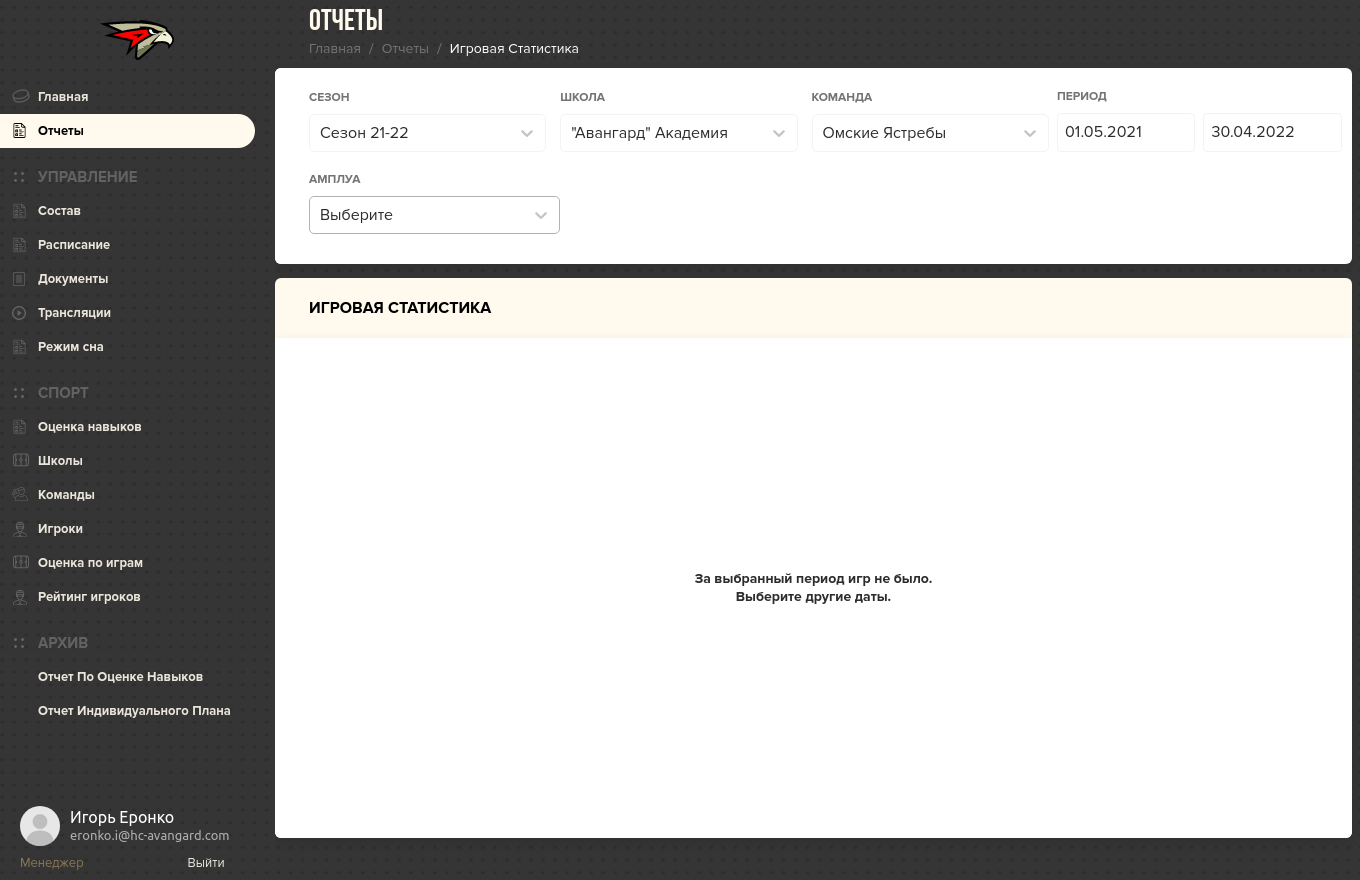 ОТЧЕТЫ
Главная / Отчеты / Игровая Статистика
Главная
Отчеты
УПРАВЛЕНИЕ
Состав
Расписание
Документы
Трансляции
Режим сна
СПОРТ
Оценка навыков
Школы
Команды
Игроки
Оценка по играм
Рейтинг игроков
АРХИВ
Отчет По Оценке Навыков
Отчет Индивидуального Плана
Игорь Еронко
eronko.i@hc-avangard.com
Менеджер Выйти
СЕЗОН ШКОЛА КОМАНДА ПЕРИОД
Сезон 21-22 "Авангард" Академия Омские Ястребы 01.05.2021 30.04.2022
АМПЛУА
Выберите
ИГРОВАЯ СТАТИСТИКА
За выбранный период игр не было.
Выберите другие даты.